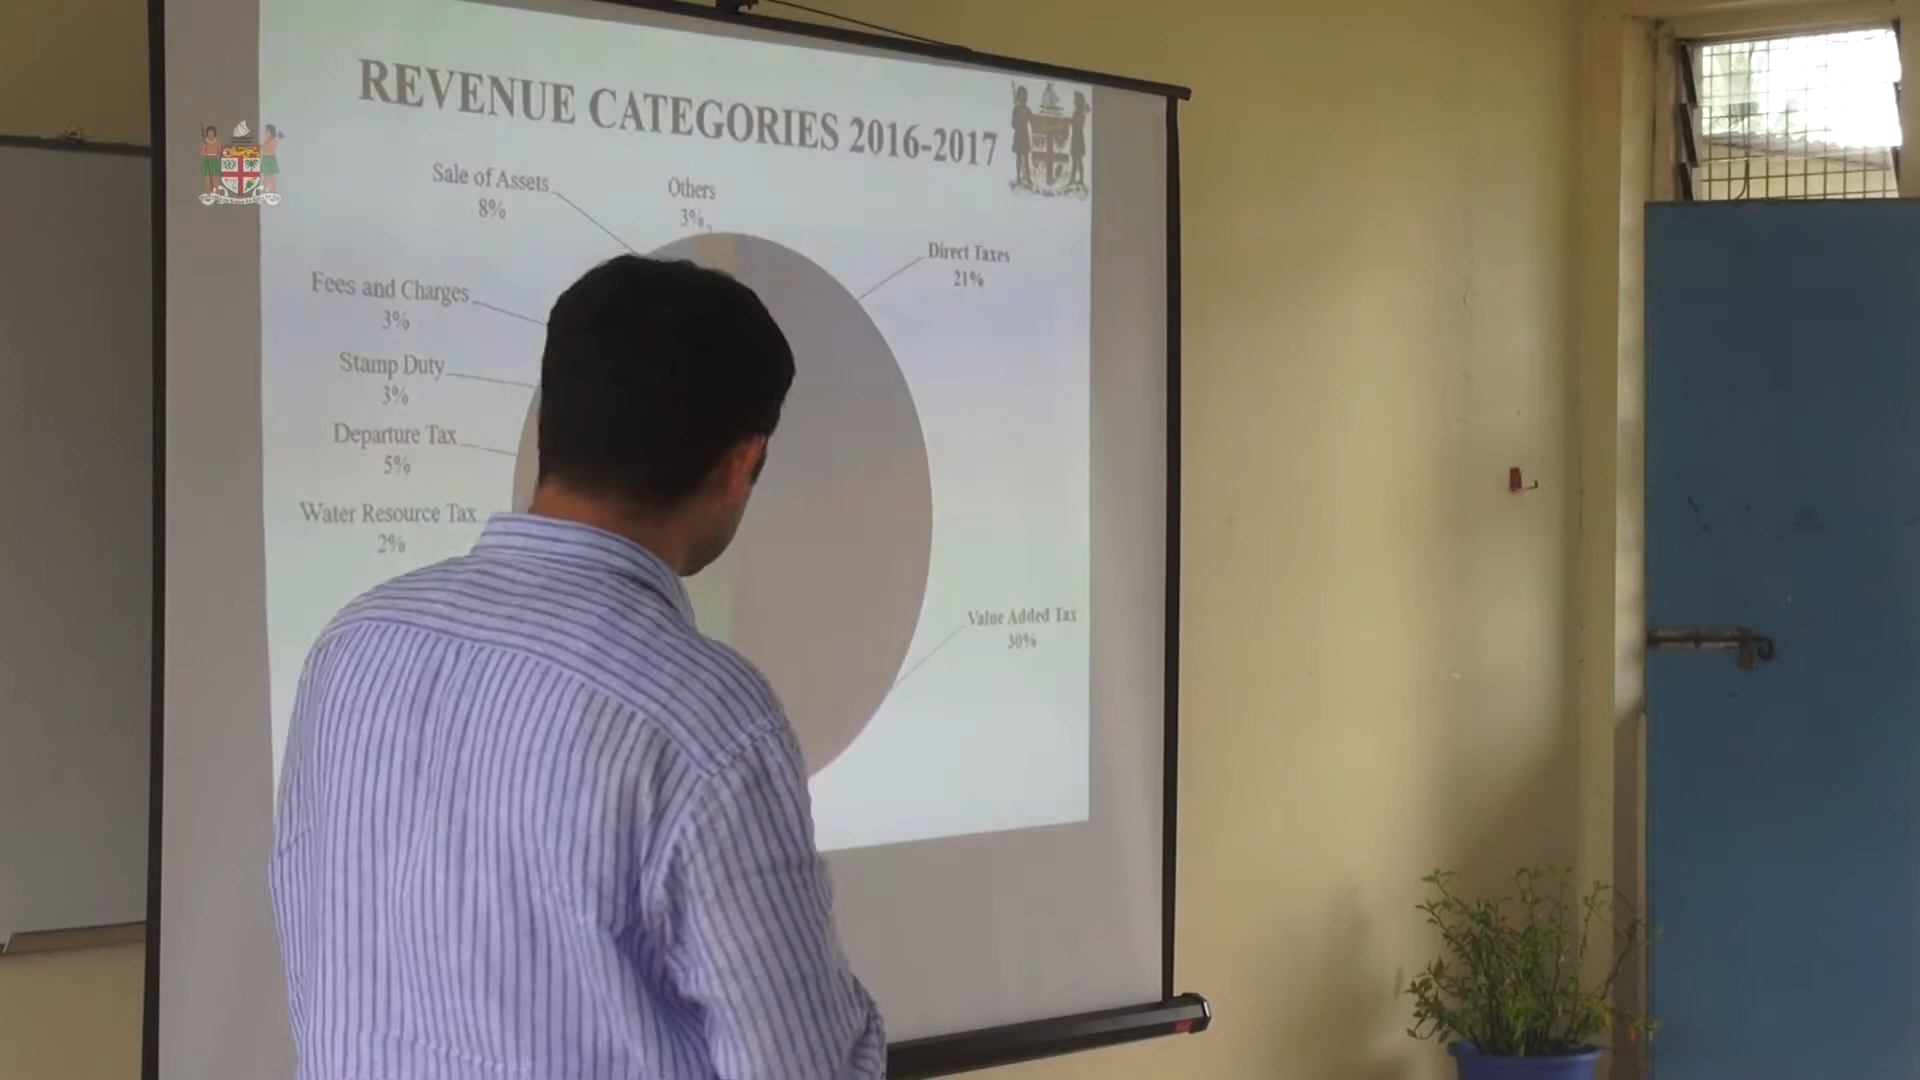 REVENUE CATEGORIES 2016-2017
Sale of Assets
8%
Others
3%
Direct Taxes
21%
Fees and Charges
3%
Stamp Duty
3%
Departure Tax
5%
Water Resource Tax
2%
Value Added Tax
30%